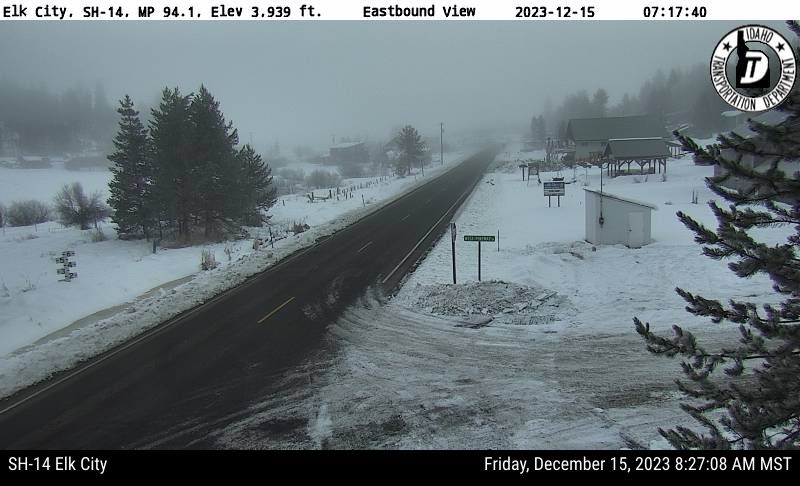 Elk City, SH-14, MP 94.1, Elev 3,939 ft. Eastbound View 2023-12-15 07:17:40
IDAHO
TRANSPORTATION DEPARTMENT
SH-14 Elk City Friday, December 15, 2023 8:27:08 AM MST